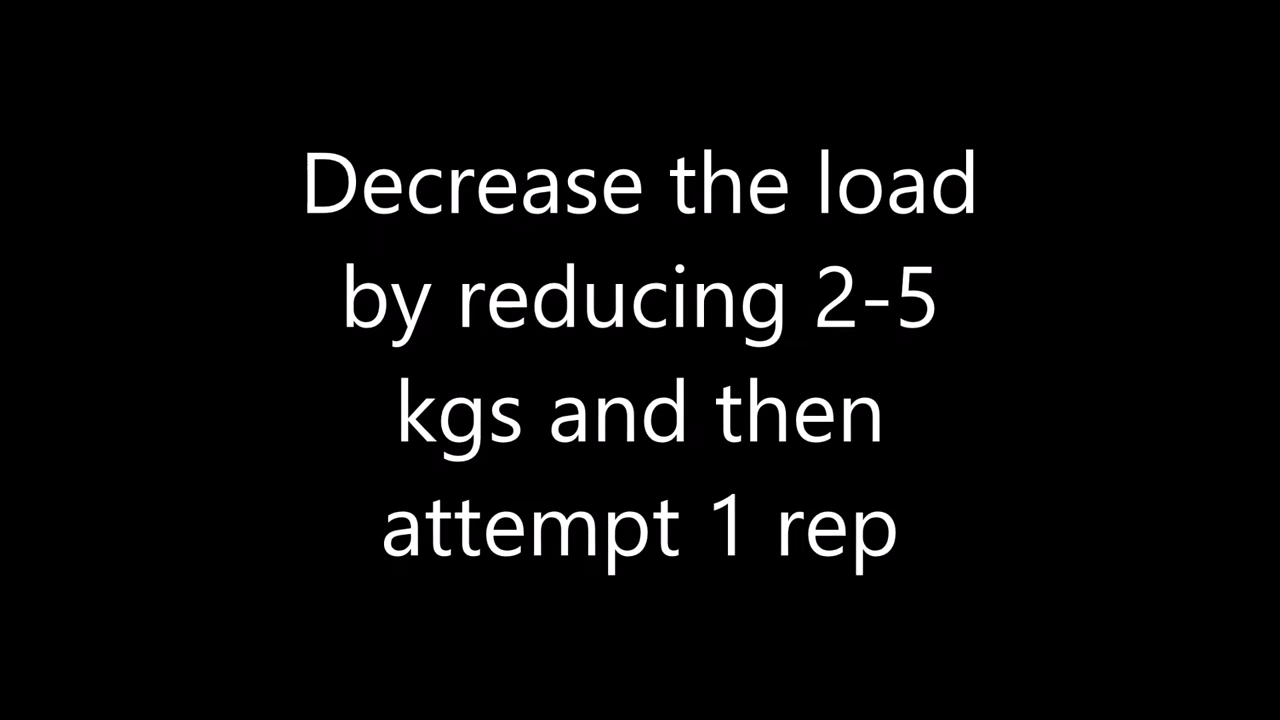 Decrease the load
by reducing 2-5
kgs and then
attempt 1 rep